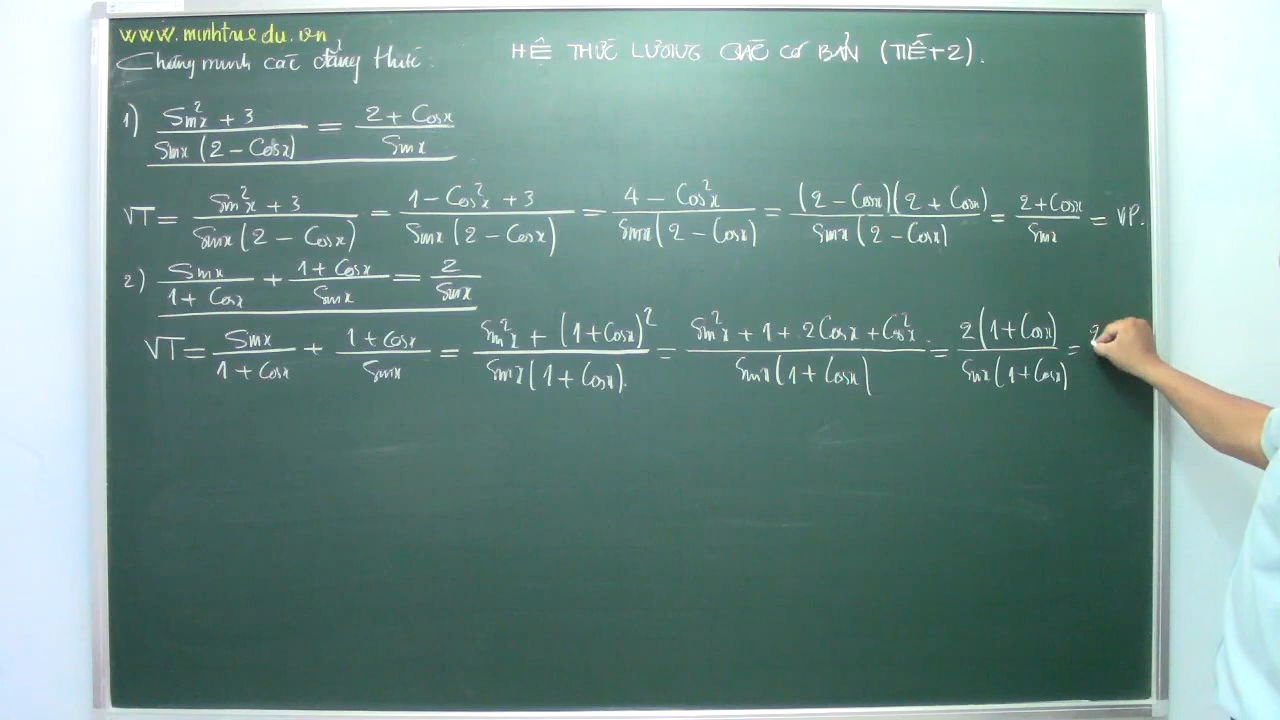 www.minhtrredu.vn
Chứng minh các đẳng thức:
HỆ THỨC LƯỢNG GIÁC CƠ BẢN (TIẾT 2).
1) (Sin²x + 3)/(Sinx(2 - Cosx)) = (2 + Cosx)/Sinx
VT = (Sin²x + 3)/(Sinx(2 - Cosx)) = (1 - Cos²x + 3)/(Sinx(2 - Cosx)) = (4 - Cos²x)/(Sinx(2 - Cosx)) = ((2 - Cosx)(2 + Cosx))/(Sinx(2 - Cosx)) = (2 + Cosx)/Sinx = VP.
2) Sinx/(1 + Cosx) + (1 + Cosx)/Sinx = 2/Sinx
VT = Sinx/(1 + Cosx) + (1 + Cosx)/Sinx = (Sin²x + (1 + Cosx)²)/(Sinx(1 + Cosx)) = (Sin²x + 1 + 2Cosx + Cos²x)/(Sinx(1 + Cosx)) = 2(1 + Cosx)/(Sinx(1 + Cosx)) = 2